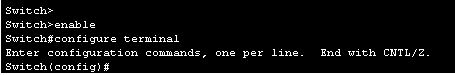 Switch>
Switch>enable
Switch#configure terminal
Enter configuration commands, one per line.  End with CNTL/Z.
Switch(config)#